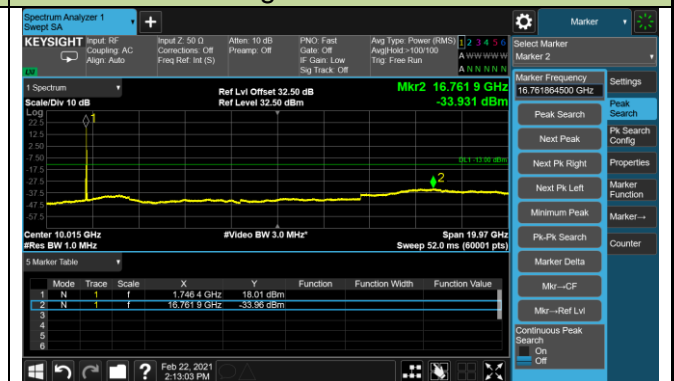 Spectrum Analyzer 1
Swept SA
+
Marker
KEYSIGHT
Input: RF
Coupling: AC
Align: Auto
Input Z: 50 Ω
Corrections: Off
Freq Ref: Int (S)
Atten: 10 dB
Preamp: Off
PNO: Fast
Gate: Off
IF Gain: Low
Sig Track: Off
Avg Type: Power (RMS)
Avg|Hold:>100/100
Trig: Free Run
1 2 3 4 5 6
A W W W W W
A N N N N N
Select Marker
Marker 2
1 Spectrum
Scale/Div 10 dB
Ref Lvl Offset 32.50 dB
Ref Level 32.50 dBm
Mkr2 16.761 9 GHz
-33.931 dBm
Log
22.5
12.5
2.50
-7.50
-17.5
-27.5
-37.5
-47.5
-57.5
1
DL1 -13.00 dBm
2
Center 10.015 GHz
#Res BW 1.0 MHz
#Video BW 3.0 MHz*
Span 19.97 GHz
Sweep 52.0 ms (60001 pts)
5 Marker Table
Mode Trace Scale X Y Function Function Width Function Value
1 N 1 f 1.746 4 GHz 18.01 dBm
2 N 1 f 16.761 9 GHz -33.96 dBm
3
4
5
6
Marker Frequency
16.761864500 GHz
Peak Search
Next Peak
Next Pk Right
Next Pk Left
Minimum Peak
Pk-Pk Search
Marker Delta
Mkr→CF
Mkr→Ref Lvl
Continuous Peak
Search
On
Off
Settings
Peak
Search
Pk Search
Config
Properties
Marker
Function
Marker→
Counter
?
Feb 22, 2021
2:13:03 PM